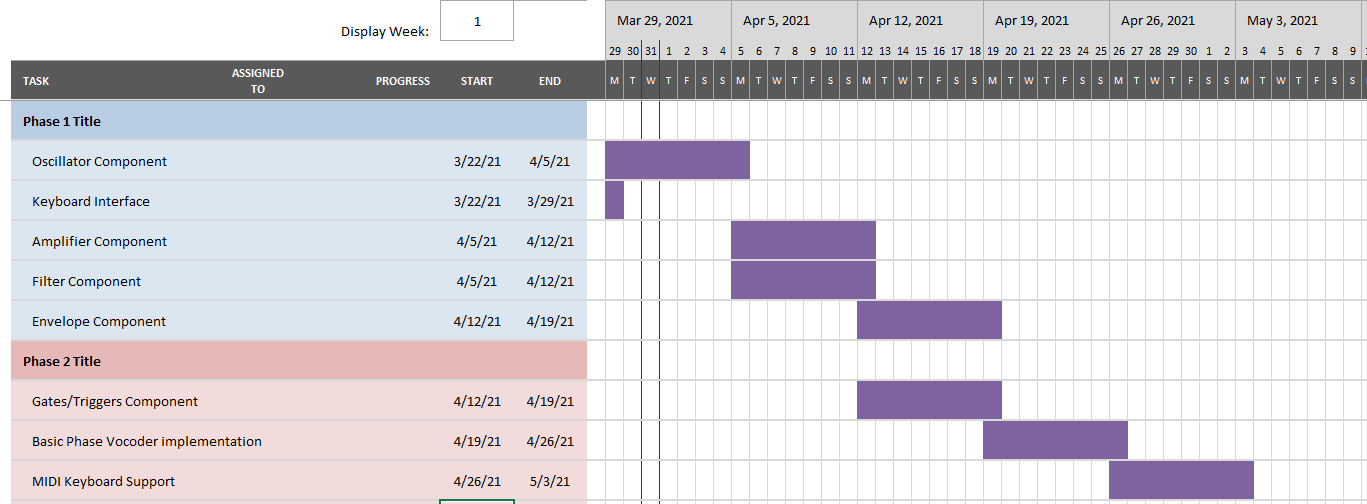 Display Week: 1
Mar 29, 2021 Apr 5, 2021 Apr 12, 2021 Apr 19, 2021 Apr 26, 2021 May 3, 2021
29 30 31 1 2 3 4 5 6 7 8 9 10 11 12 13 14 15 16 17 18 19 20 21 22 23 24 25 26 27 28 29 30 1 2 3 4 5 6 7 8 9
TASK ASSIGNED TO PROGRESS START END M T W T F S S M T W T F S S M T W T F S S M T W T F S S M T W T F S S M T W T F S S
Phase 1 Title
Oscillator Component 3/22/21 4/5/21
Keyboard Interface 3/22/21 3/29/21
Amplifier Component 4/5/21 4/12/21
Filter Component 4/5/21 4/12/21
Envelope Component 4/12/21 4/19/21
Phase 2 Title
Gates/Triggers Component 4/12/21 4/19/21
Basic Phase Vocoder implementation 4/19/21 4/26/21
MIDI Keyboard Support 4/26/21 5/3/21